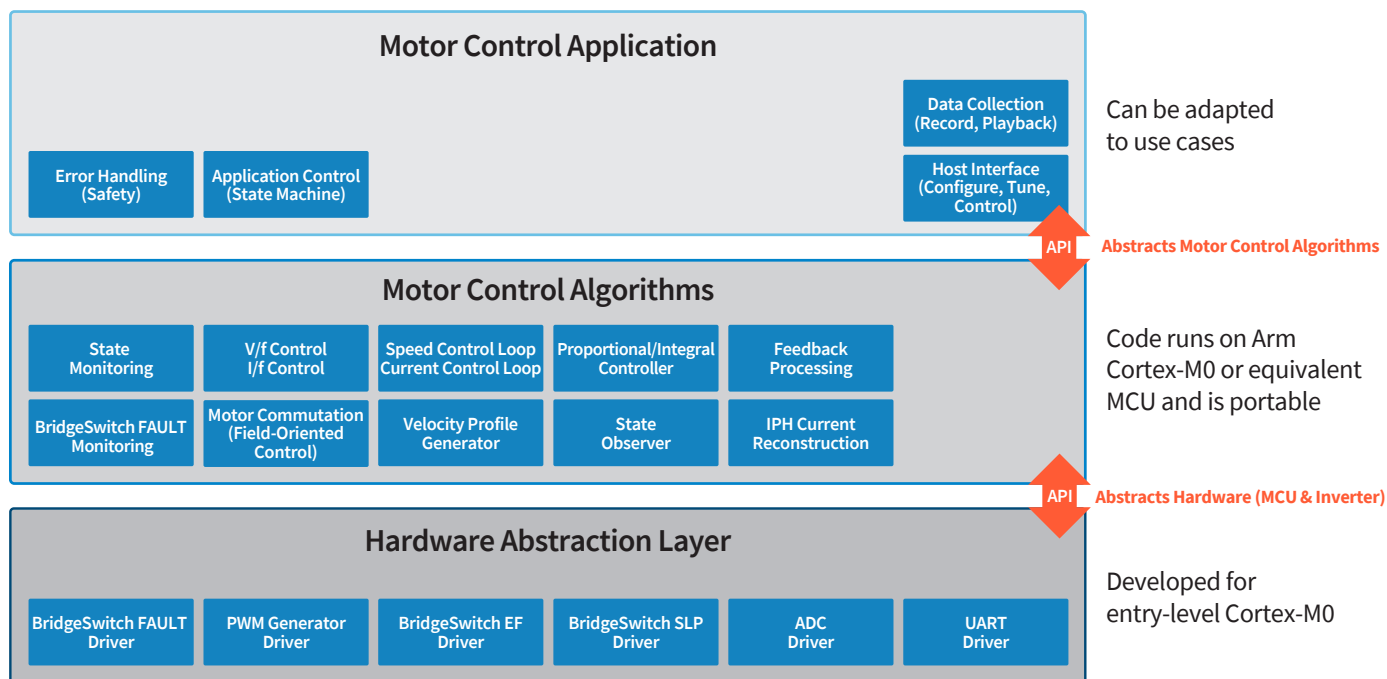 Motor Control Application
Data Collection
(Record, Playback)
Can be adapted
to use cases
Error Handling
(Safety)
Application Control
(State Machine)
Host Interface
(Configure, Tune,
Control)
API
Abstracts Motor Control Algorithms
Motor Control Algorithms
State
Monitoring
V/f Control
I/f Control
Speed Control Loop
Current Control Loop
Proportional/Integral
Controller
Feedback
Processing
Code runs on Arm
Cortex-M0 or equivalent
MCU and is portable
BridgeSwitch FAULT
Monitoring
Motor Commutation
(Field-Oriented
Control)
Velocity Profile
Generator
State
Observer
IPH Current
Reconstruction
API
Abstracts Hardware (MCU & Inverter)
Hardware Abstraction Layer
Developed for
entry-level Cortex-M0
BridgeSwitch FAULT
Driver
PWM Generator
Driver
BridgeSwitch EF
Driver
BridgeSwitch SLP
Driver
ADC
Driver
UART
Driver